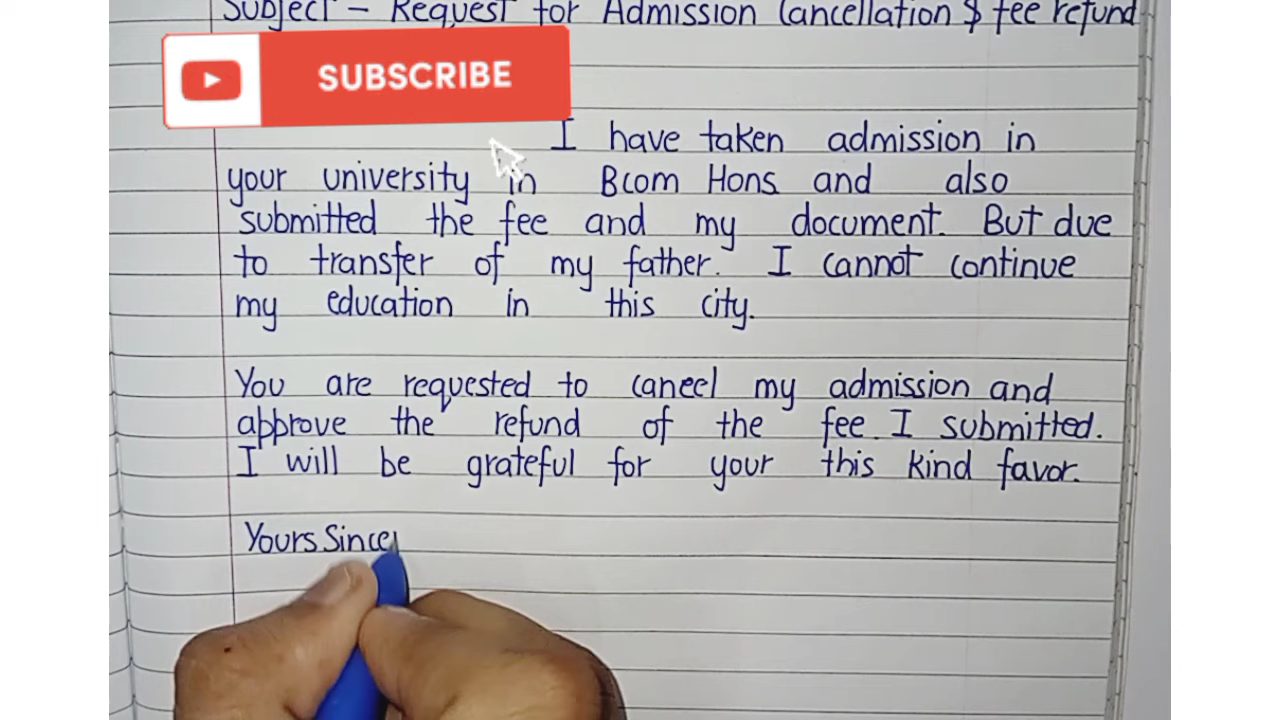 Subject - Request for Admission Cancellation $ fee refund
SUBSCRIBE
I have taken admission in
your university in Bcom Hons and also
submitted the fee and my document. But due
to transfer of my father. I cannot continue
my education in this city.
You are requested to cancel my admission and
approve the refund of the fee. I submitted.
I will be grateful for your this kind favor.
Yours Since